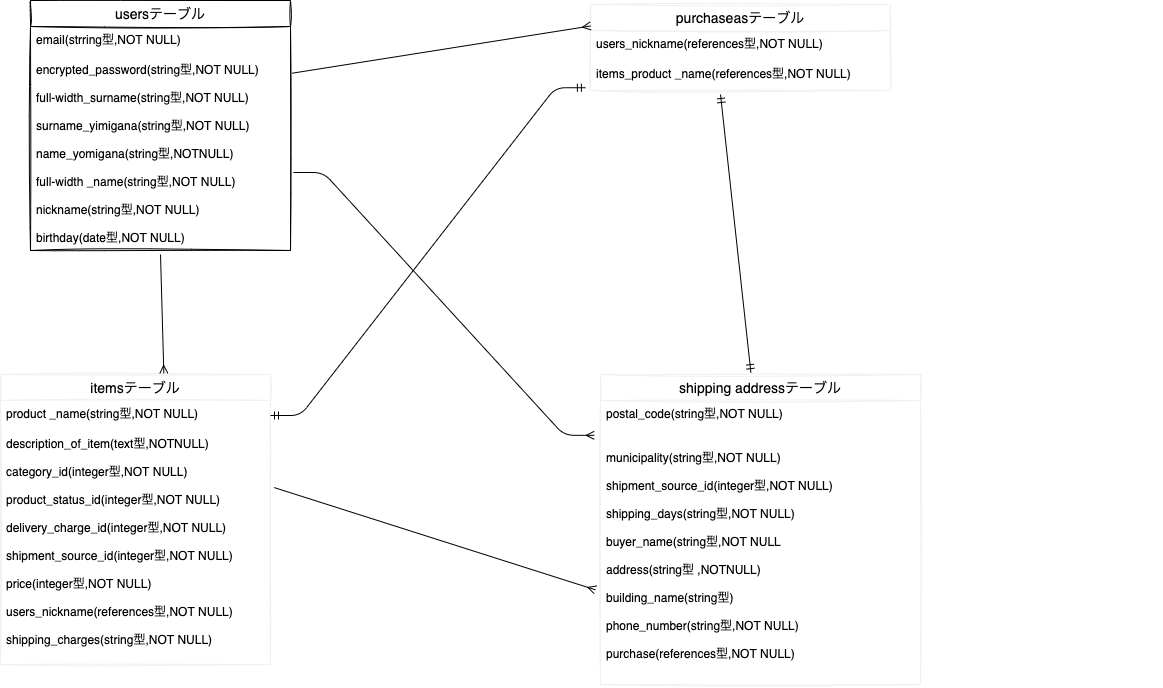 usersテーブル
email(strring型,NOT NULL)
encrypted_password(string型,NOT NULL)
full-width_surname(string型,NOT NULL)
surname_yimigana(string型,NOT NULL)
name_yomigana(string型,NOTNULL)
full-width _name(string型,NOT NULL)
nickname(string型,NOT NULL)
birthday(date型,NOT NULL)
purchaseasテーブル
users_nickname(references型,NOT NULL)
items_product _name(references型,NOT NULL)
itemsテーブル
product _name(string型,NOT NULL)
description_of_item(text型,NOTNULL)
category_id(integer型,NOT NULL)
product_status_id(integer型,NOT NULL)
delivery_charge_id(integer型,NOT NULL)
shipment_source_id(integer型,NOT NULL)
price(integer型,NOT NULL)
users_nickname(references型,NOT NULL)
shipping_charges(string型,NOT NULL)
shipping addressテーブル
postal_code(string型,NOT NULL)
municipality(string型,NOT NULL)
shipment_source_id(integer型,NOT NULL)
shipping_days(string型,NOT NULL)
buyer_name(string型,NOT NULL
address(string型 ,NOTNULL)
building_name(string型)
phone_number(string型,NOT NULL)
purchase(references型,NOT NULL)